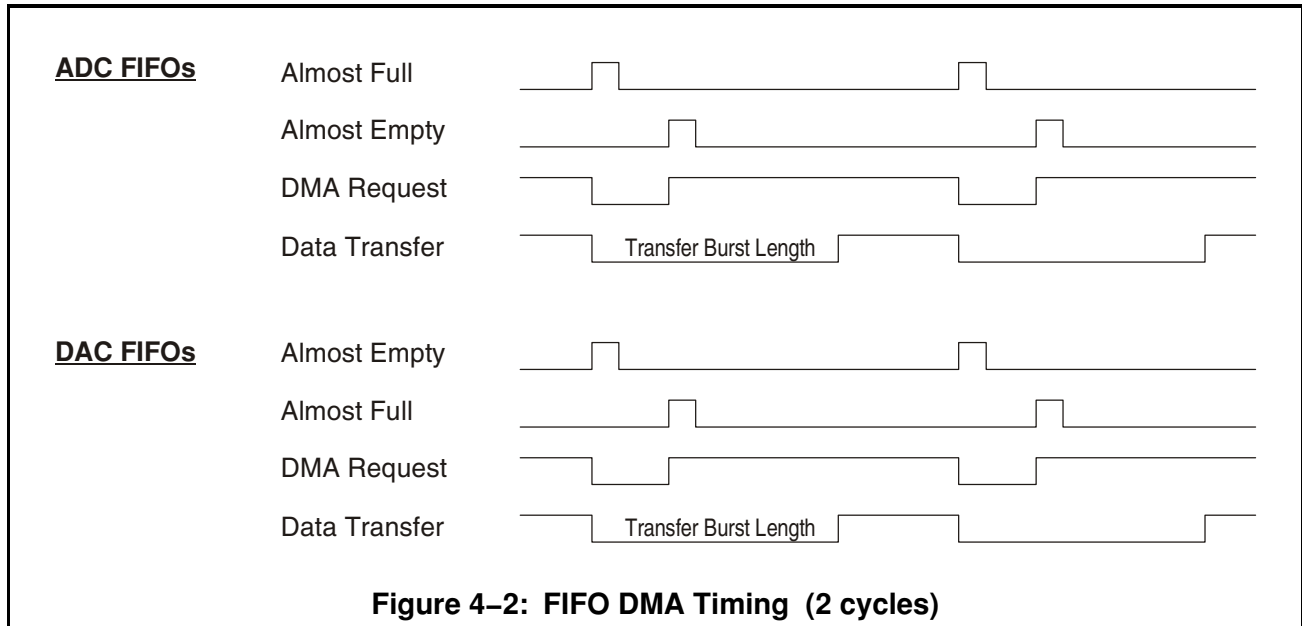 ADC FIFOs Almost Full
Almost Empty
DMA Request
Data Transfer Transfer Burst Length
DAC FIFOs Almost Empty
Almost Full
DMA Request
Data Transfer Transfer Burst Length
Figure 4–2: FIFO DMA Timing (2 cycles)